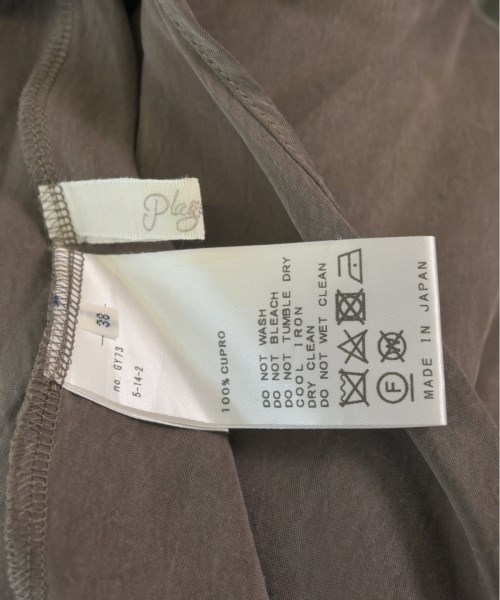 38
no. GY73
5-14-2
100% CUPRO
DO NOT WASH
DO NOT BLEACH
DO NOT TUMBLE DRY
COOL IRON
DRY CLEAN
DO NOT WET CLEAN
F
W
MADE IN JAPAN